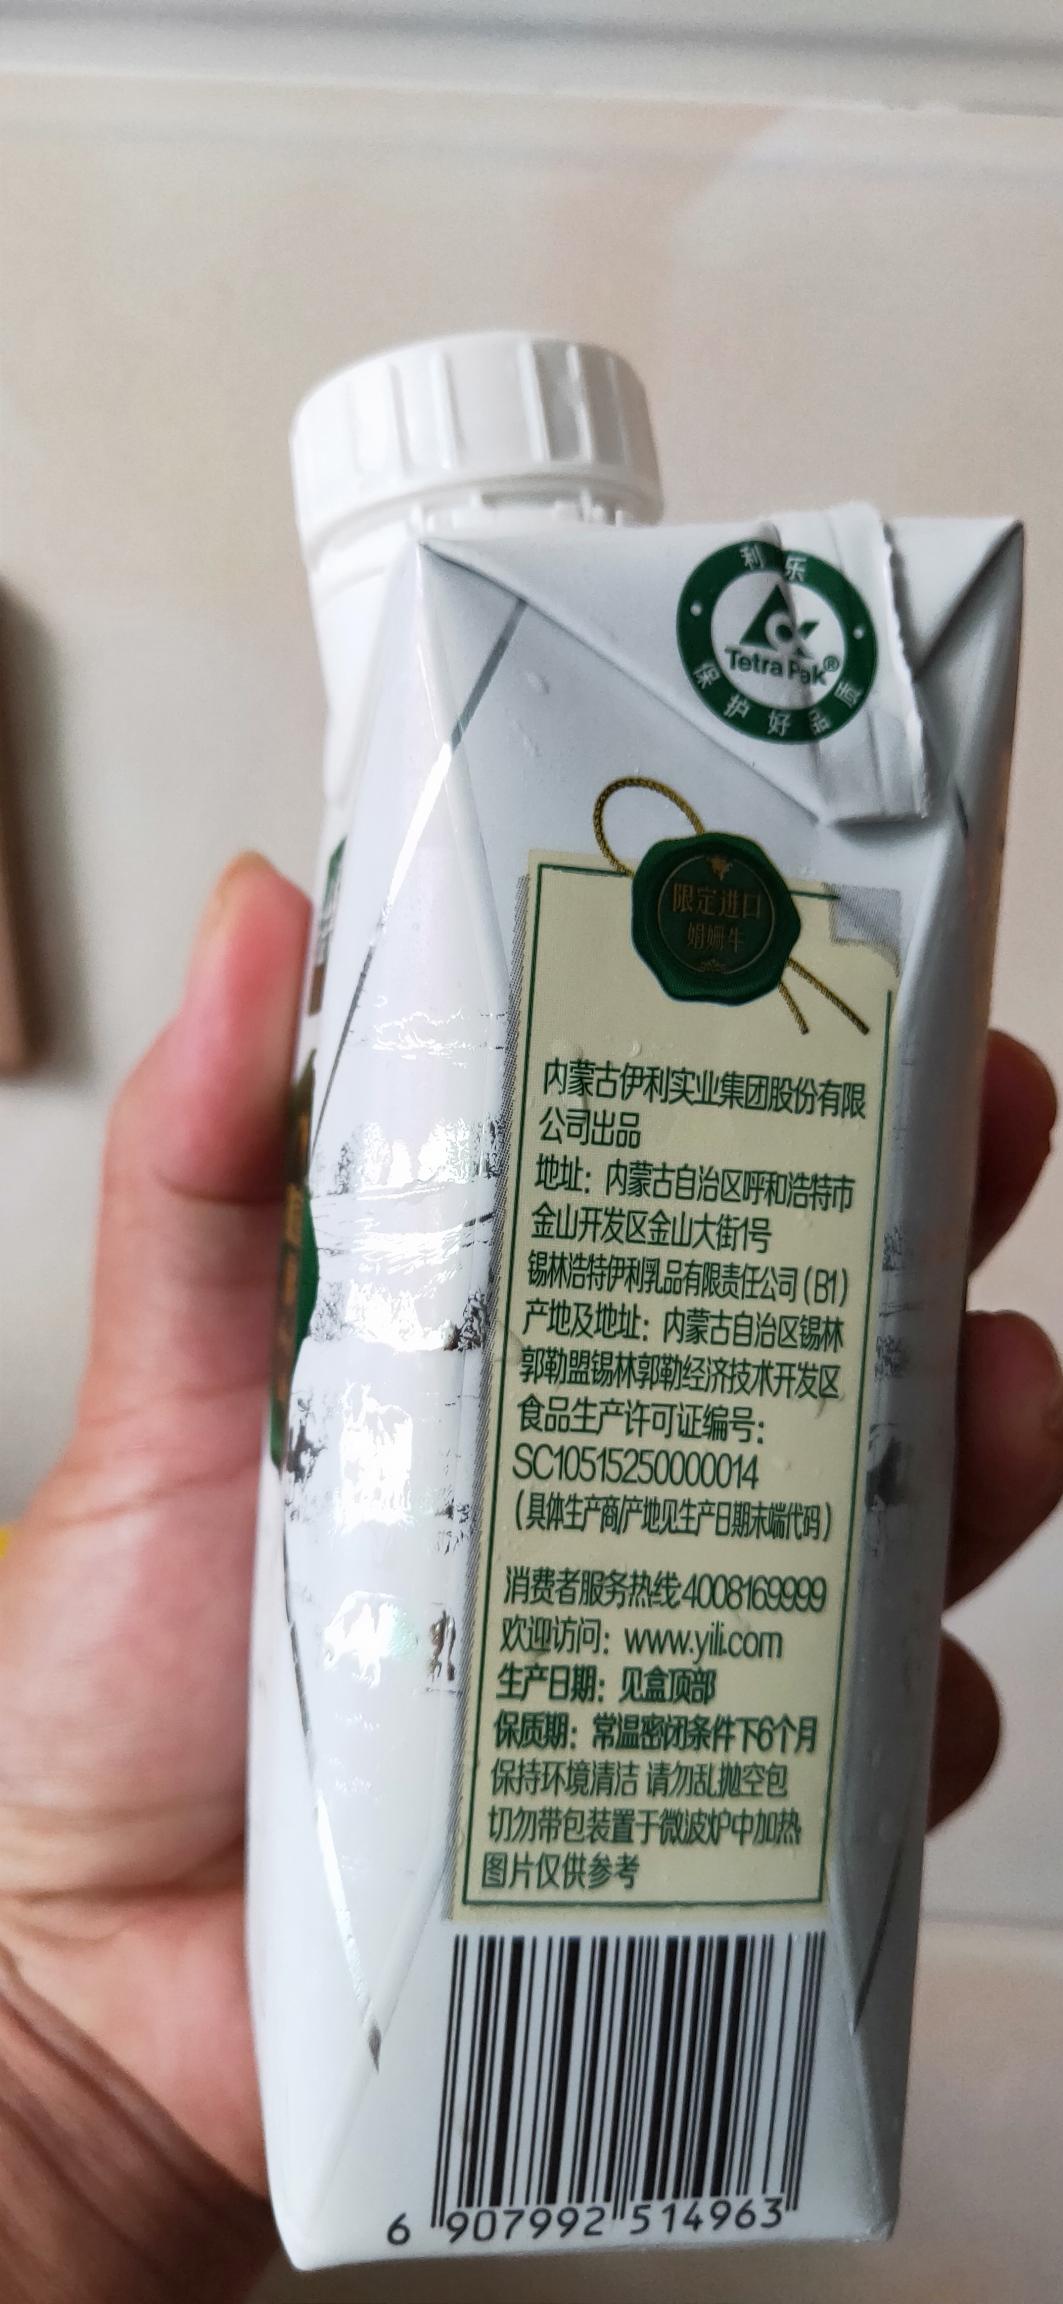 利乐
Tetra Pak®
保护好品质
限定进口
娟姗牛
内蒙古伊利实业集团股份有限
公司出品
地址：内蒙古自治区呼和浩特市
金山开发区金山大街1号
锡林浩特伊利乳品有限责任公司（B1）
产地及地址：内蒙古自治区锡林
郭勒盟锡林郭勒经济技术开发区
食品生产许可证编号：
SC10515250000014
（具体生产商/产地见生产日期末端代码）
消费者服务热线:4008169999
欢迎访问：www.yili.com
生产日期：见盒顶部
保质期：常温密闭条件下6个月
保持环境清洁 请勿乱抛空包
切勿带包装置于微波炉中加热
图片仅供参考
6 907992 514963